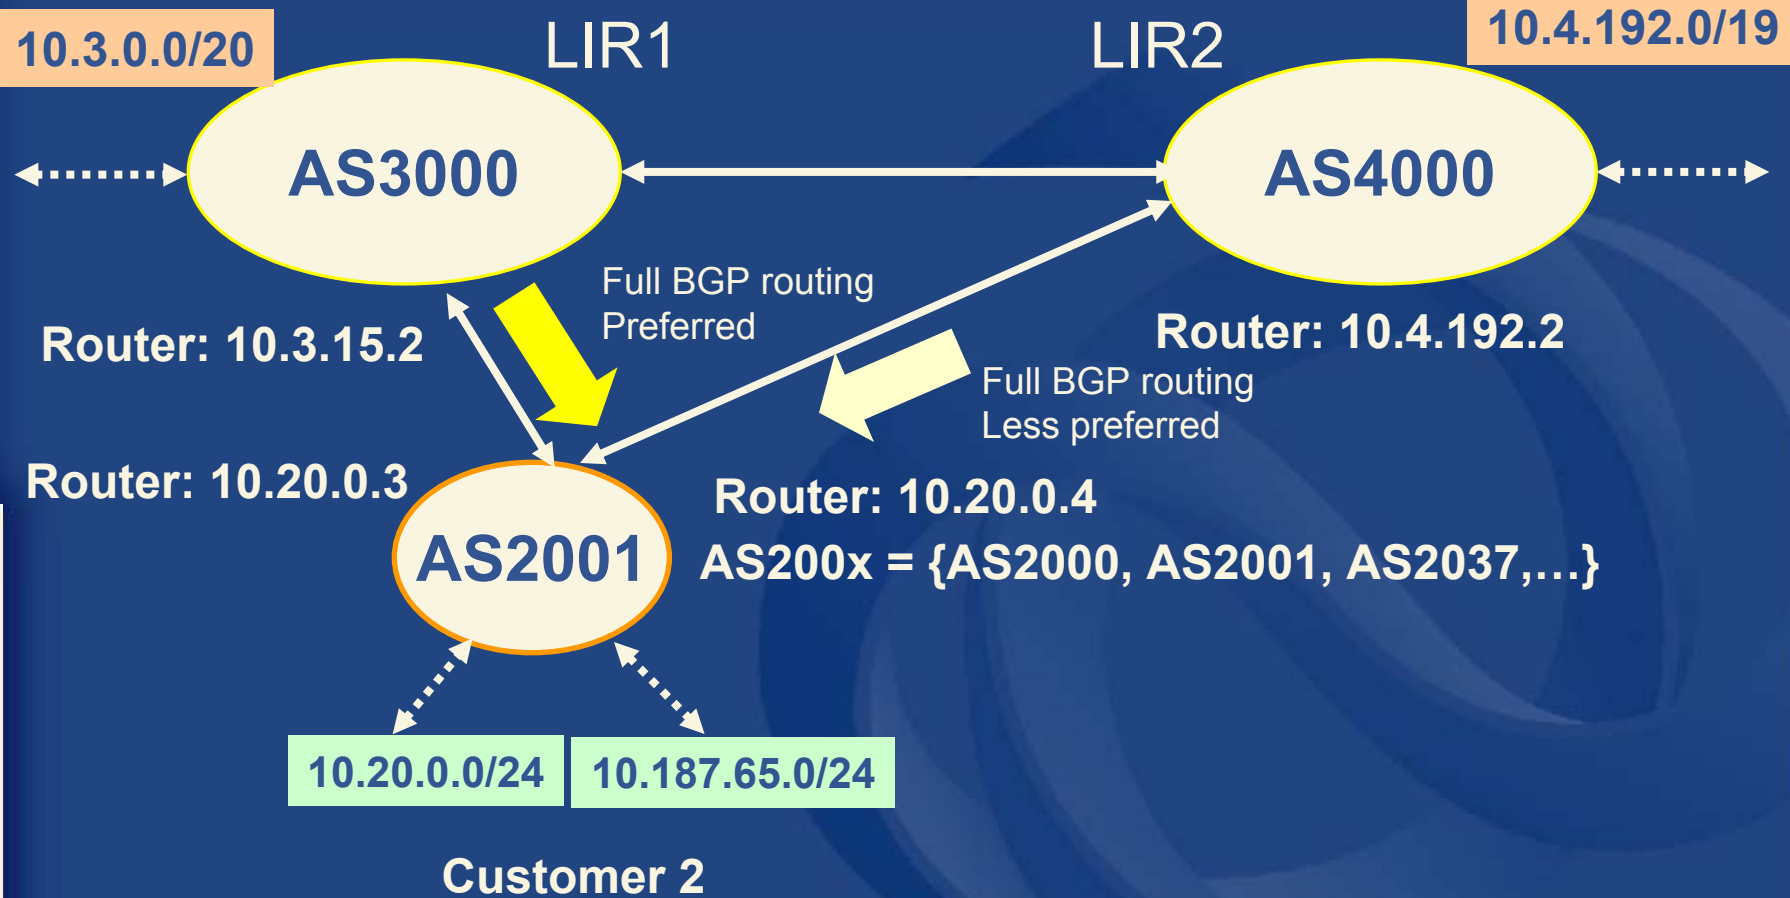 10.3.0.0/20
LIR1
LIR2
10.4.192.0/19
AS3000
AS4000
Full BGP routing
Preferred
Router: 10.3.15.2
Router: 10.4.192.2
Full BGP routing
Less preferred
Router: 10.20.0.3
Router: 10.20.0.4
AS2001
AS200x = {AS2000, AS2001, AS2037,...}
10.20.0.0/24
10.187.65.0/24
Customer 2